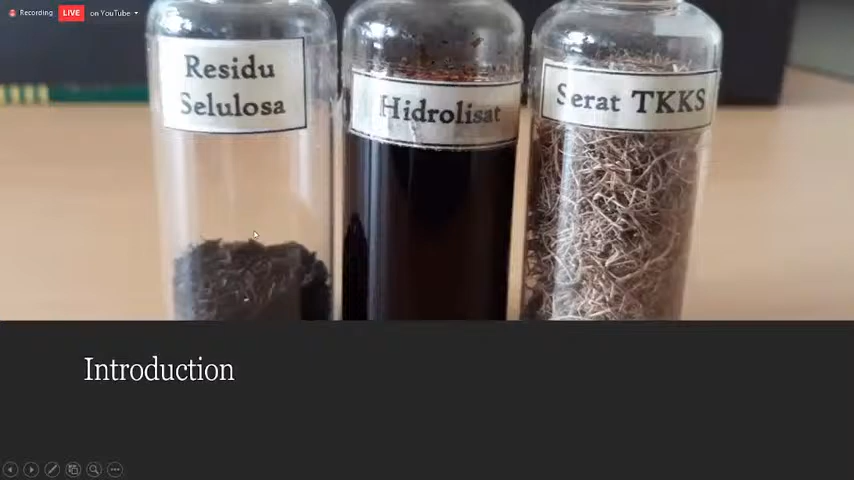 Recording
LIVE
on YouTube
Residu
Selulosa
Hidrolisat
Serat TKKS
Introduction